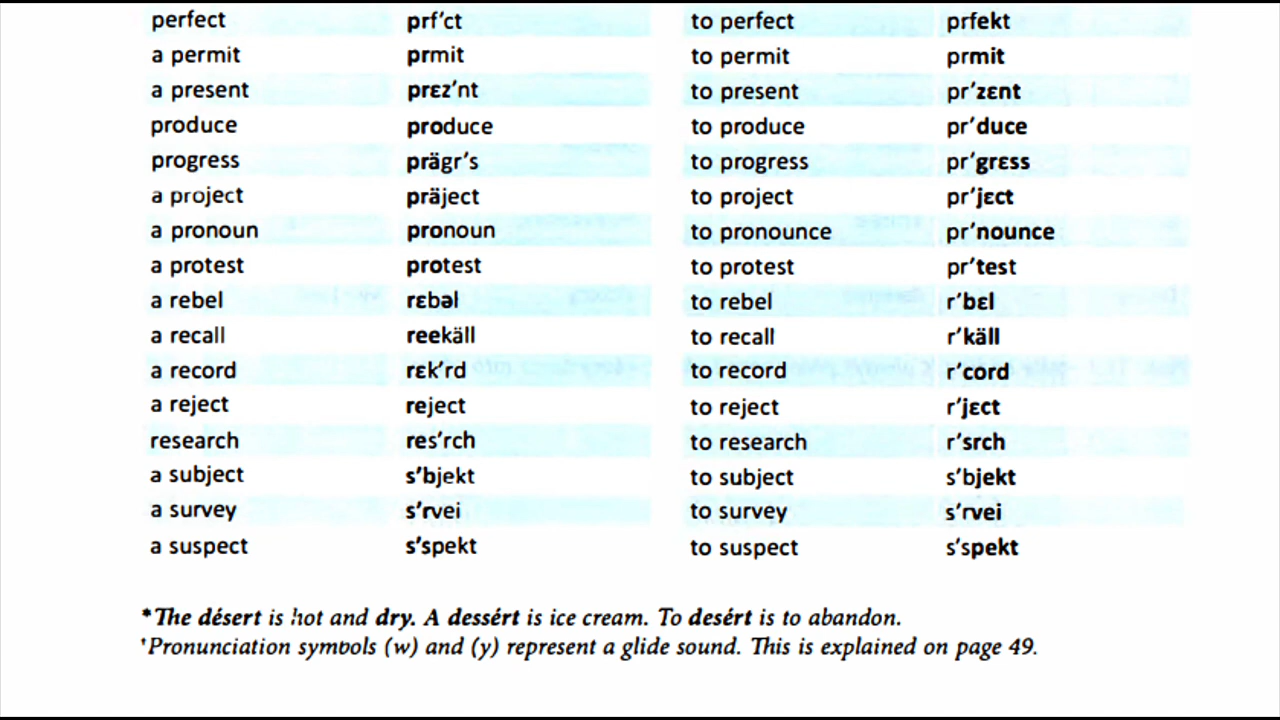 perfect prf’ct to perfect prfekt
a permit prmit to permit prmit
a present prɛz’nt to present pr’zɛnt
produce produce to produce pr’duce
progress prägr’s to progress pr’grɛss
a project präject to project pr’jɛct
a pronoun pronoun to pronounce pr’nounce
a protest protest to protest pr’test
a rebel rɛbəl to rebel r’bɛl
a recall reekäll to recall r’käll
a record rɛk’rd to record r’cord
a reject reject to reject r’jɛct
research res’rch to research r’srch
a subject s’bjekt to subject s’bjekt
a survey s’rvei to survey s’rvei
a suspect s’spekt to suspect s’spekt
*The désert is hot and dry. A dessért is ice cream. To desért is to abandon.
†Pronunciation symbols (w) and (y) represent a glide sound. This is explained on page 49.